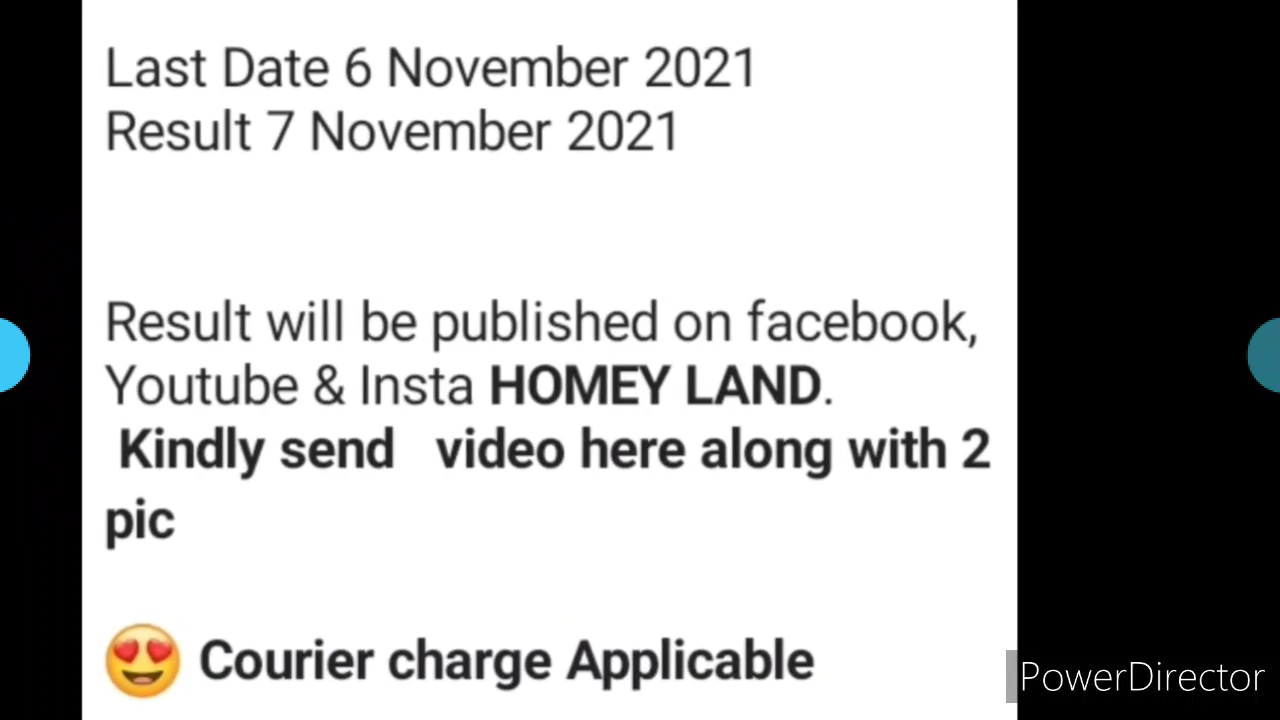 Last Date 6 November 2021
Result 7 November 2021
Result will be published on facebook,
Youtube & Insta HOMEY LAND.
Kindly send video here along with 2
pic
😍 Courier charge Applicable
PowerDirector